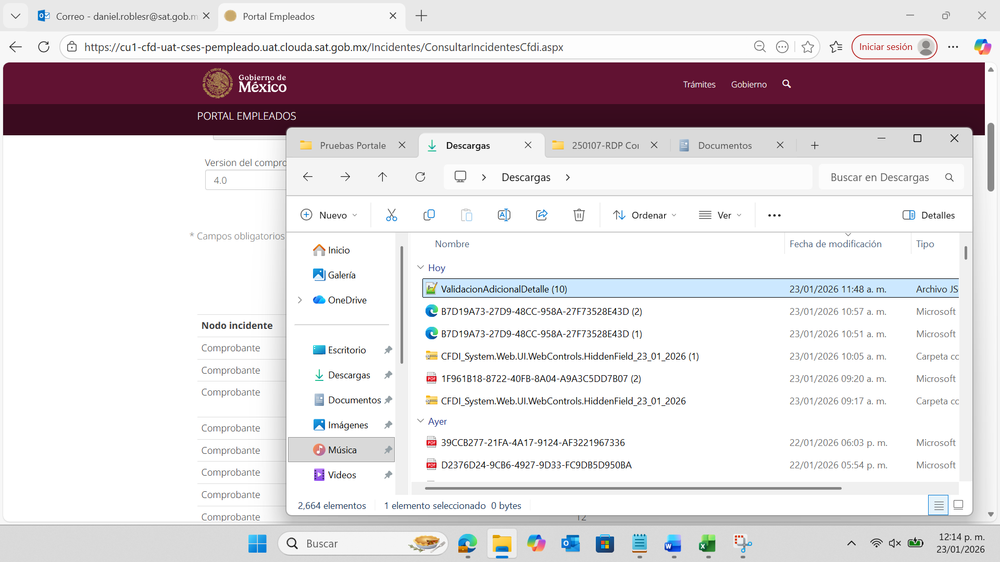 Correo - daniel.roblesr@sat.gob.m
Portal Empleados
https://cu1-cfd-uat-cses-pempleado.uat.clouda.sat.gob.mx/Incidentes/ConsultarIncidentesCfdi.aspx
Iniciar sesión
Gobierno de
México
Trámites
Gobierno
PORTAL EMPLEADOS
Version del compro
4.0
* Campos obligatorios
Nodo incidente
Comprobante
Comprobante
Comprobante
Comprobante
Comprobante
Comprobante
Comprobante
Comprobante
12
Pruebas Portale
Descargas
250107-RDP Co
Documentos
Descargas
Buscar en Descargas
Nuevo
Ordenar
Ver
Detalles
Inicio
Galería
OneDrive
Escritorio
Descargas
Documentos
Imágenes
Música
Videos
Nombre Fecha de modificación Tipo
Hoy
ValidacionAdicionalDetalle (10) 23/01/2026 11:48 a. m. Archivo JS
B7D19A73-27D9-48CC-958A-27F73528E43D (2) 23/01/2026 10:57 a. m. Microsoft
B7D19A73-27D9-48CC-958A-27F73528E43D (1) 23/01/2026 10:51 a. m. Microsoft
CFDI_System.Web.UI.WebControls.HiddenField_23_01_2026 (1) 23/01/2026 10:05 a. m. Carpeta co
1F961B18-8722-40FB-8A04-A9A3C5DD7B07 (2) 23/01/2026 09:20 a. m. Microsoft
CFDI_System.Web.UI.WebControls.HiddenField_23_01_2026 23/01/2026 09:17 a. m. Carpeta co
Ayer
39CCB277-21FA-4A17-9124-AF3221967336 22/01/2026 06:03 p. m. Microsoft
D2376D24-9CB6-4927-9D33-FC9DB5D950BA 22/01/2026 05:54 p. m. Microsoft
2,664 elementos
1 elemento seleccionado 0 bytes
Buscar
12:14 p. m.
23/01/2026